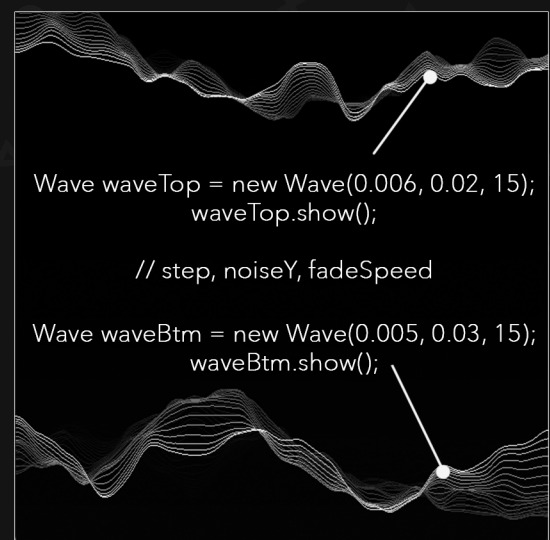 Wave waveTop = new Wave(0.006, 0.02, 15);
waveTop.show();
// step, noiseY, fadeSpeed
Wave waveBtm = new Wave(0.005, 0.03, 15);
waveBtm.show();